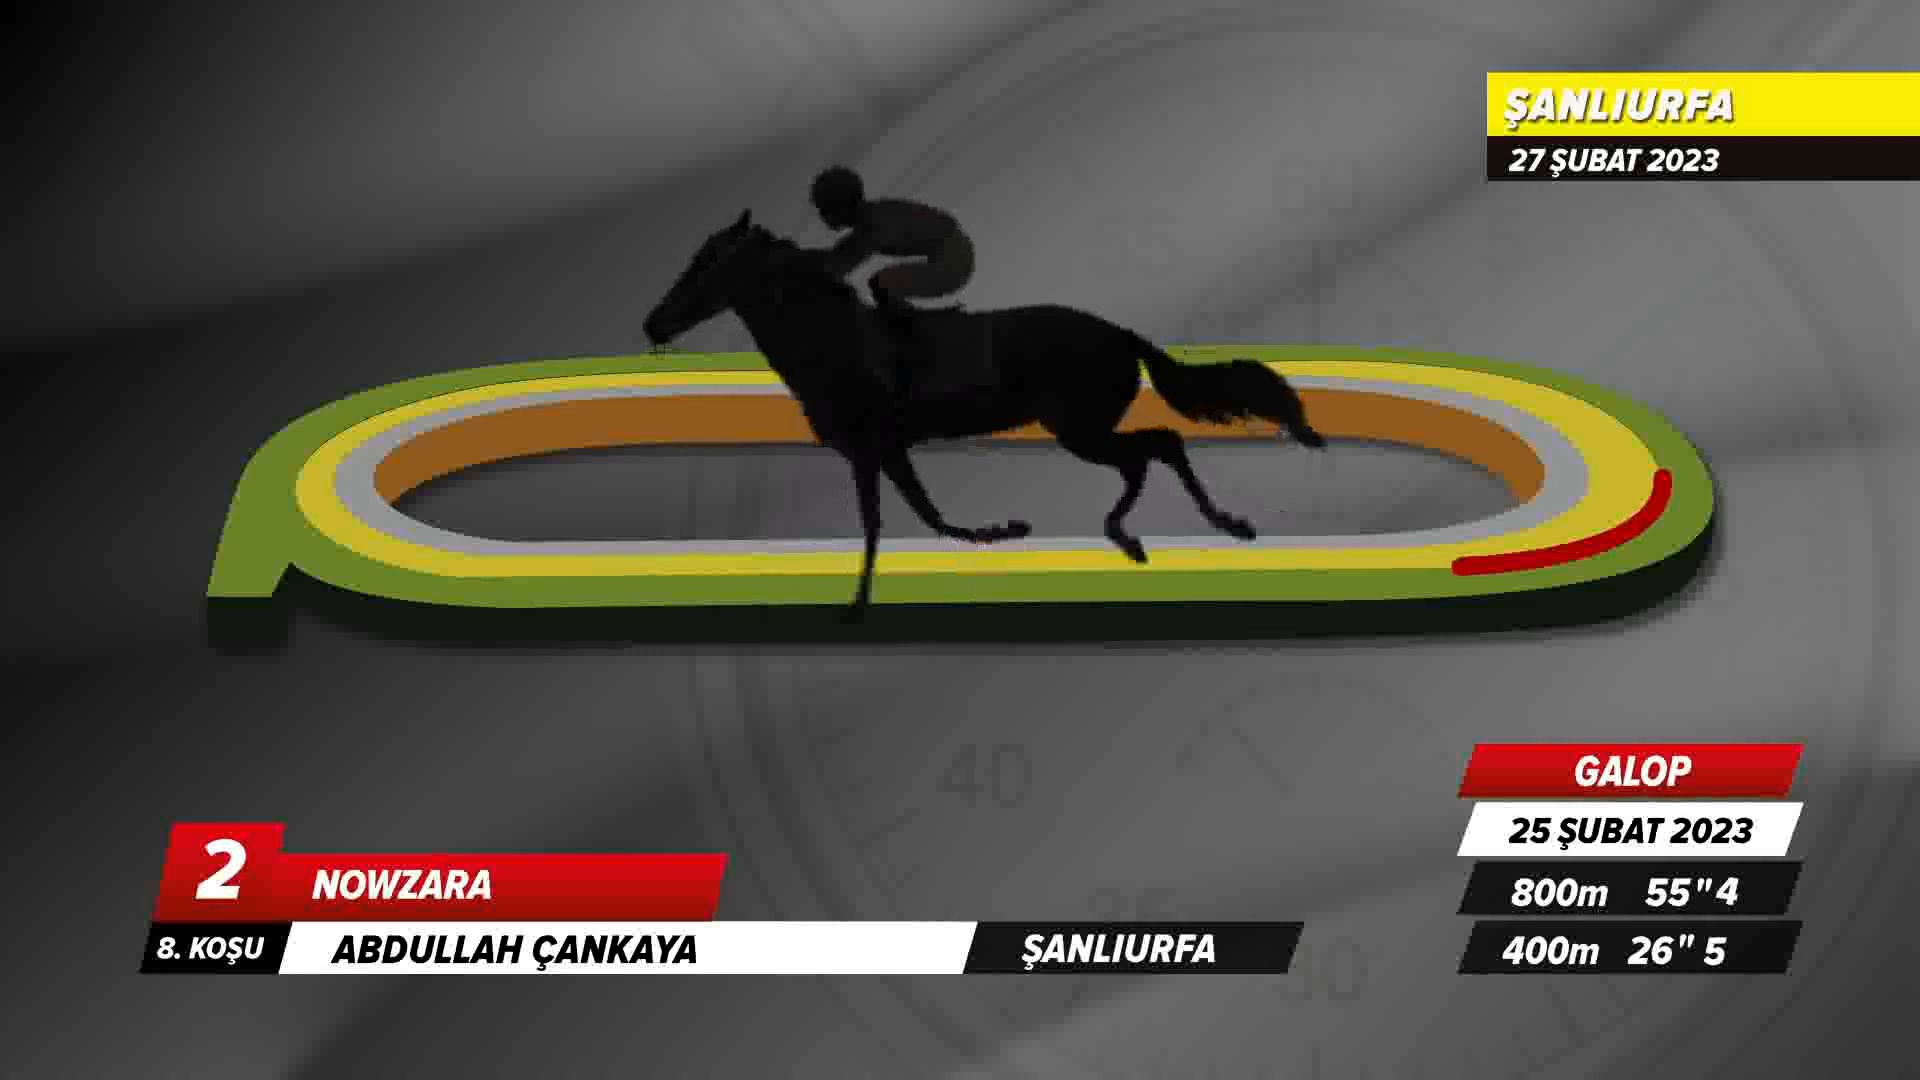 ŞANLIURFA
27 ŞUBAT 2023
40
GALOP
25 ŞUBAT 2023
800m 55"4
400m 26" 5
2
NOWZARA
8. KOŞU
ABDULLAH ÇANKAYA
ŞANLIURFA